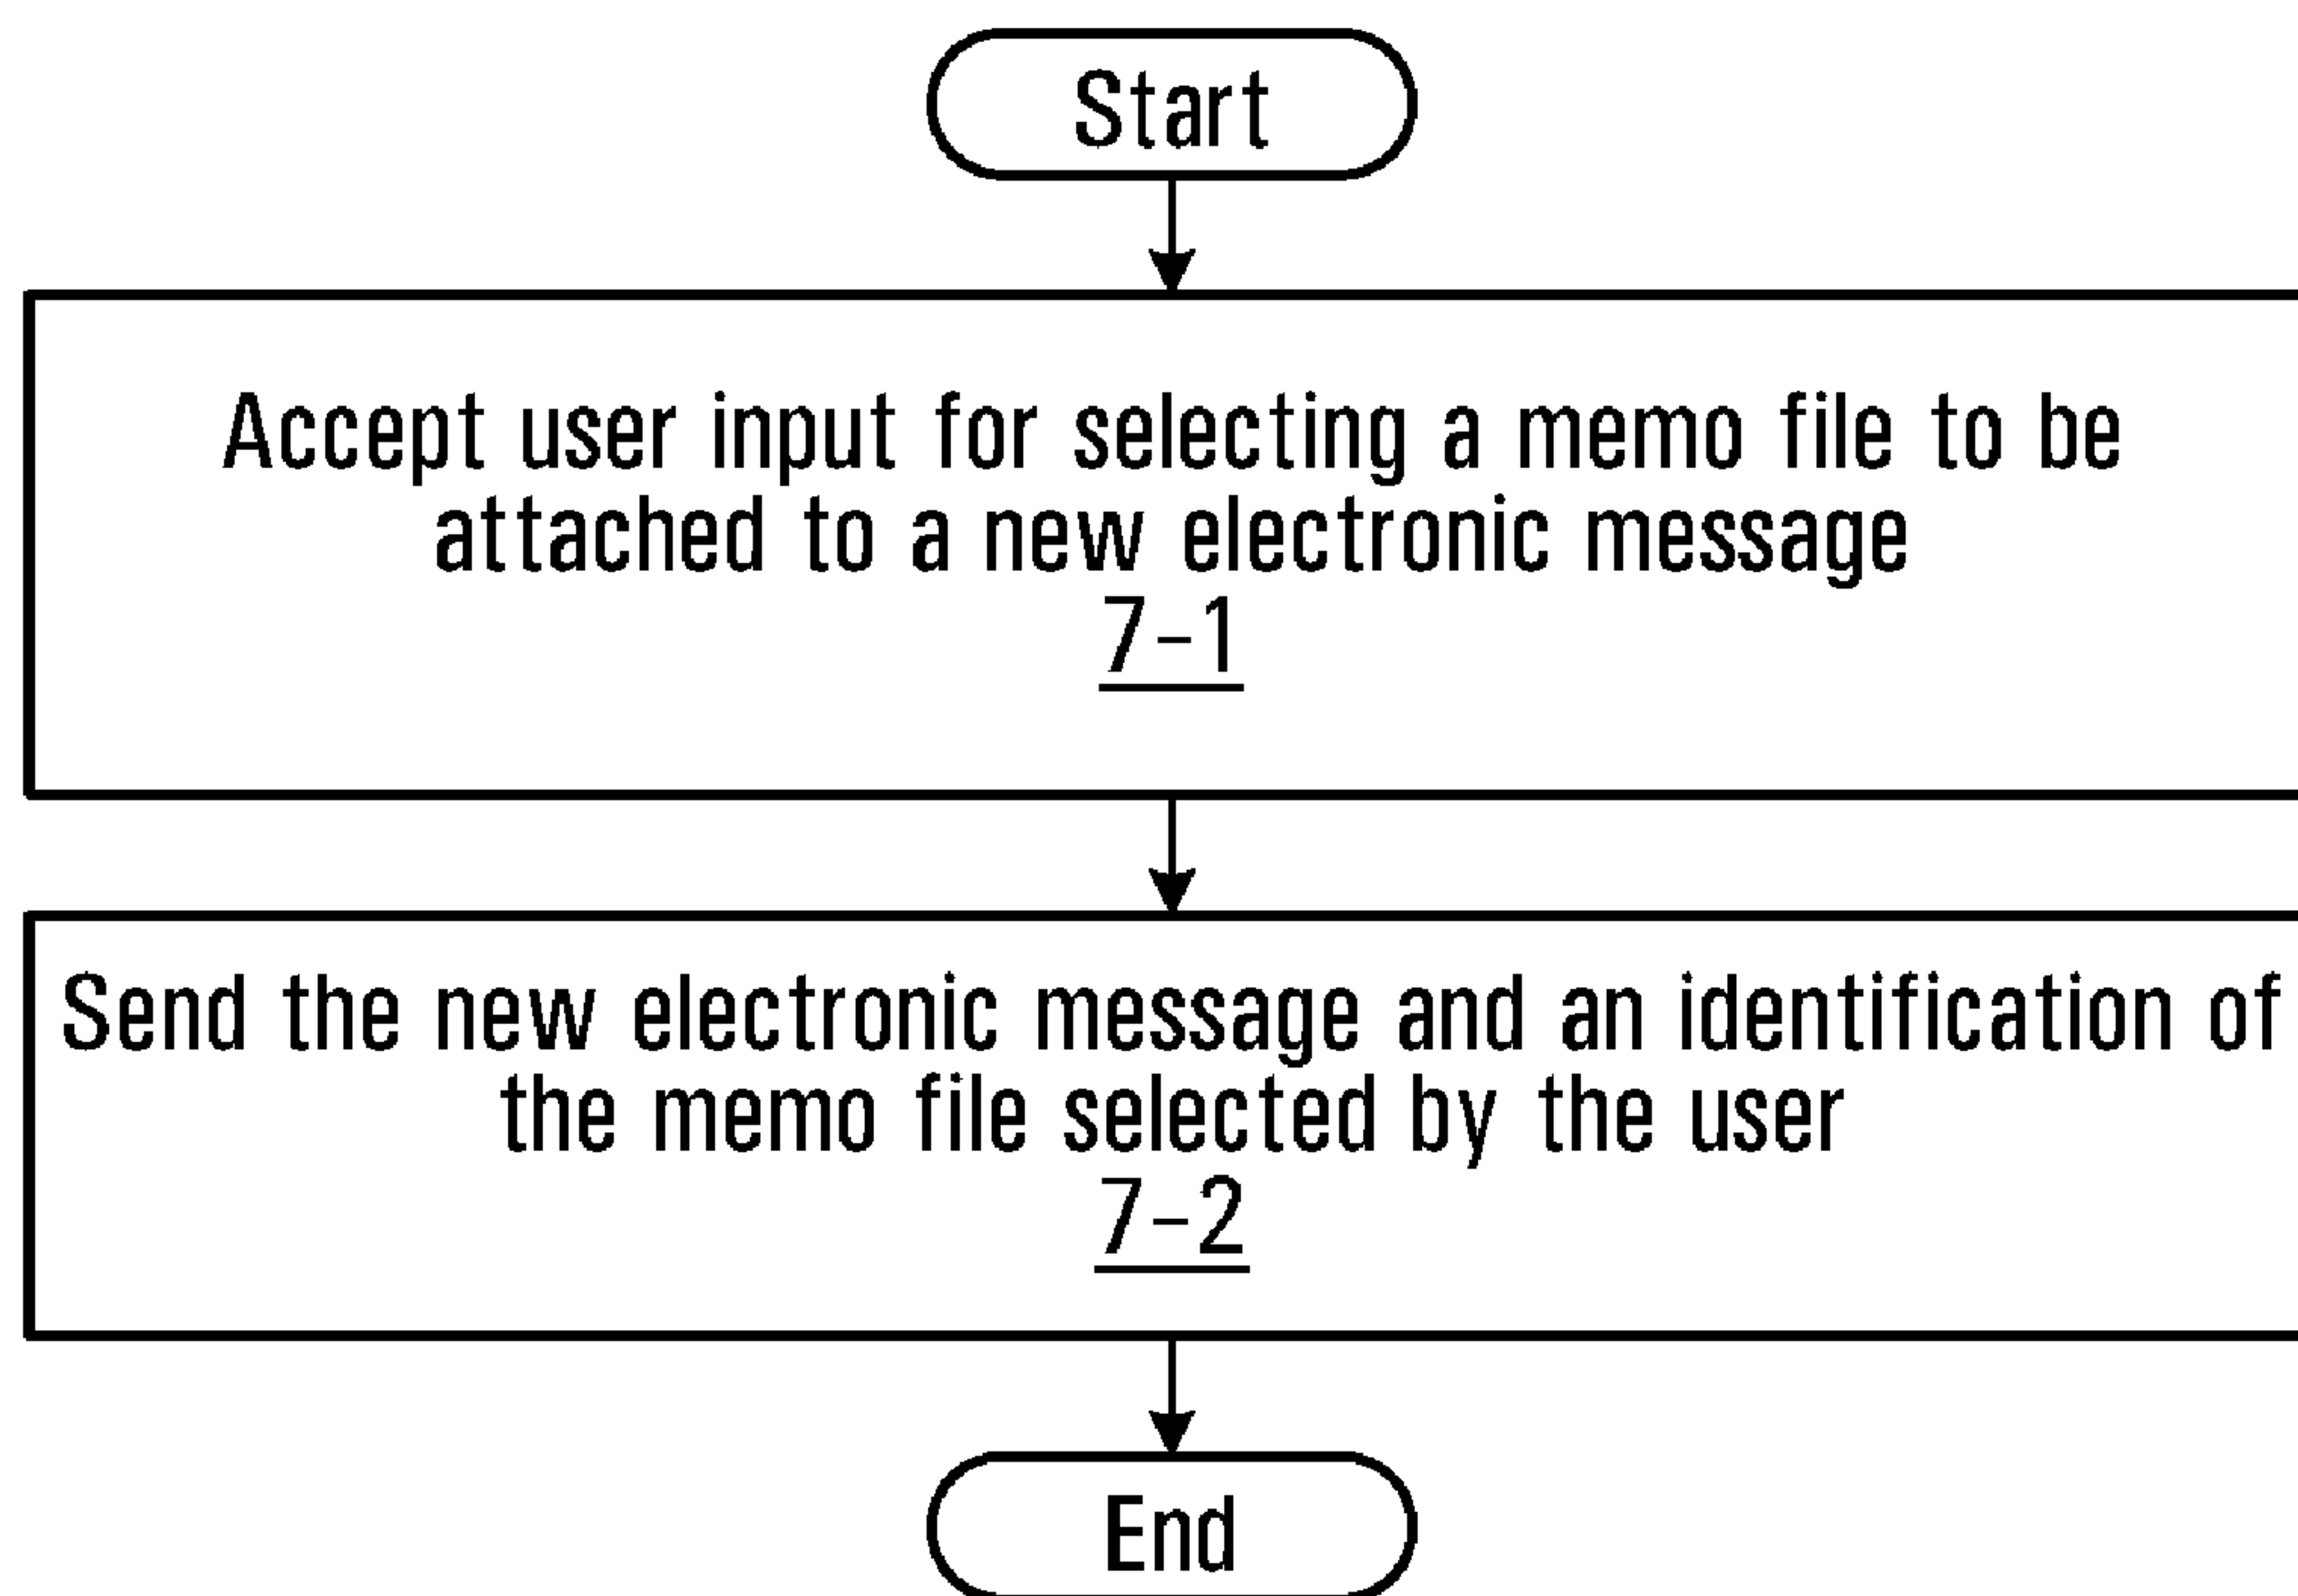 Start
Accept user input for selecting a memo file to be
attached to a new electronic message
7-1
Send the new electronic message and an identification of
the memo file selected by the user
7-2
End